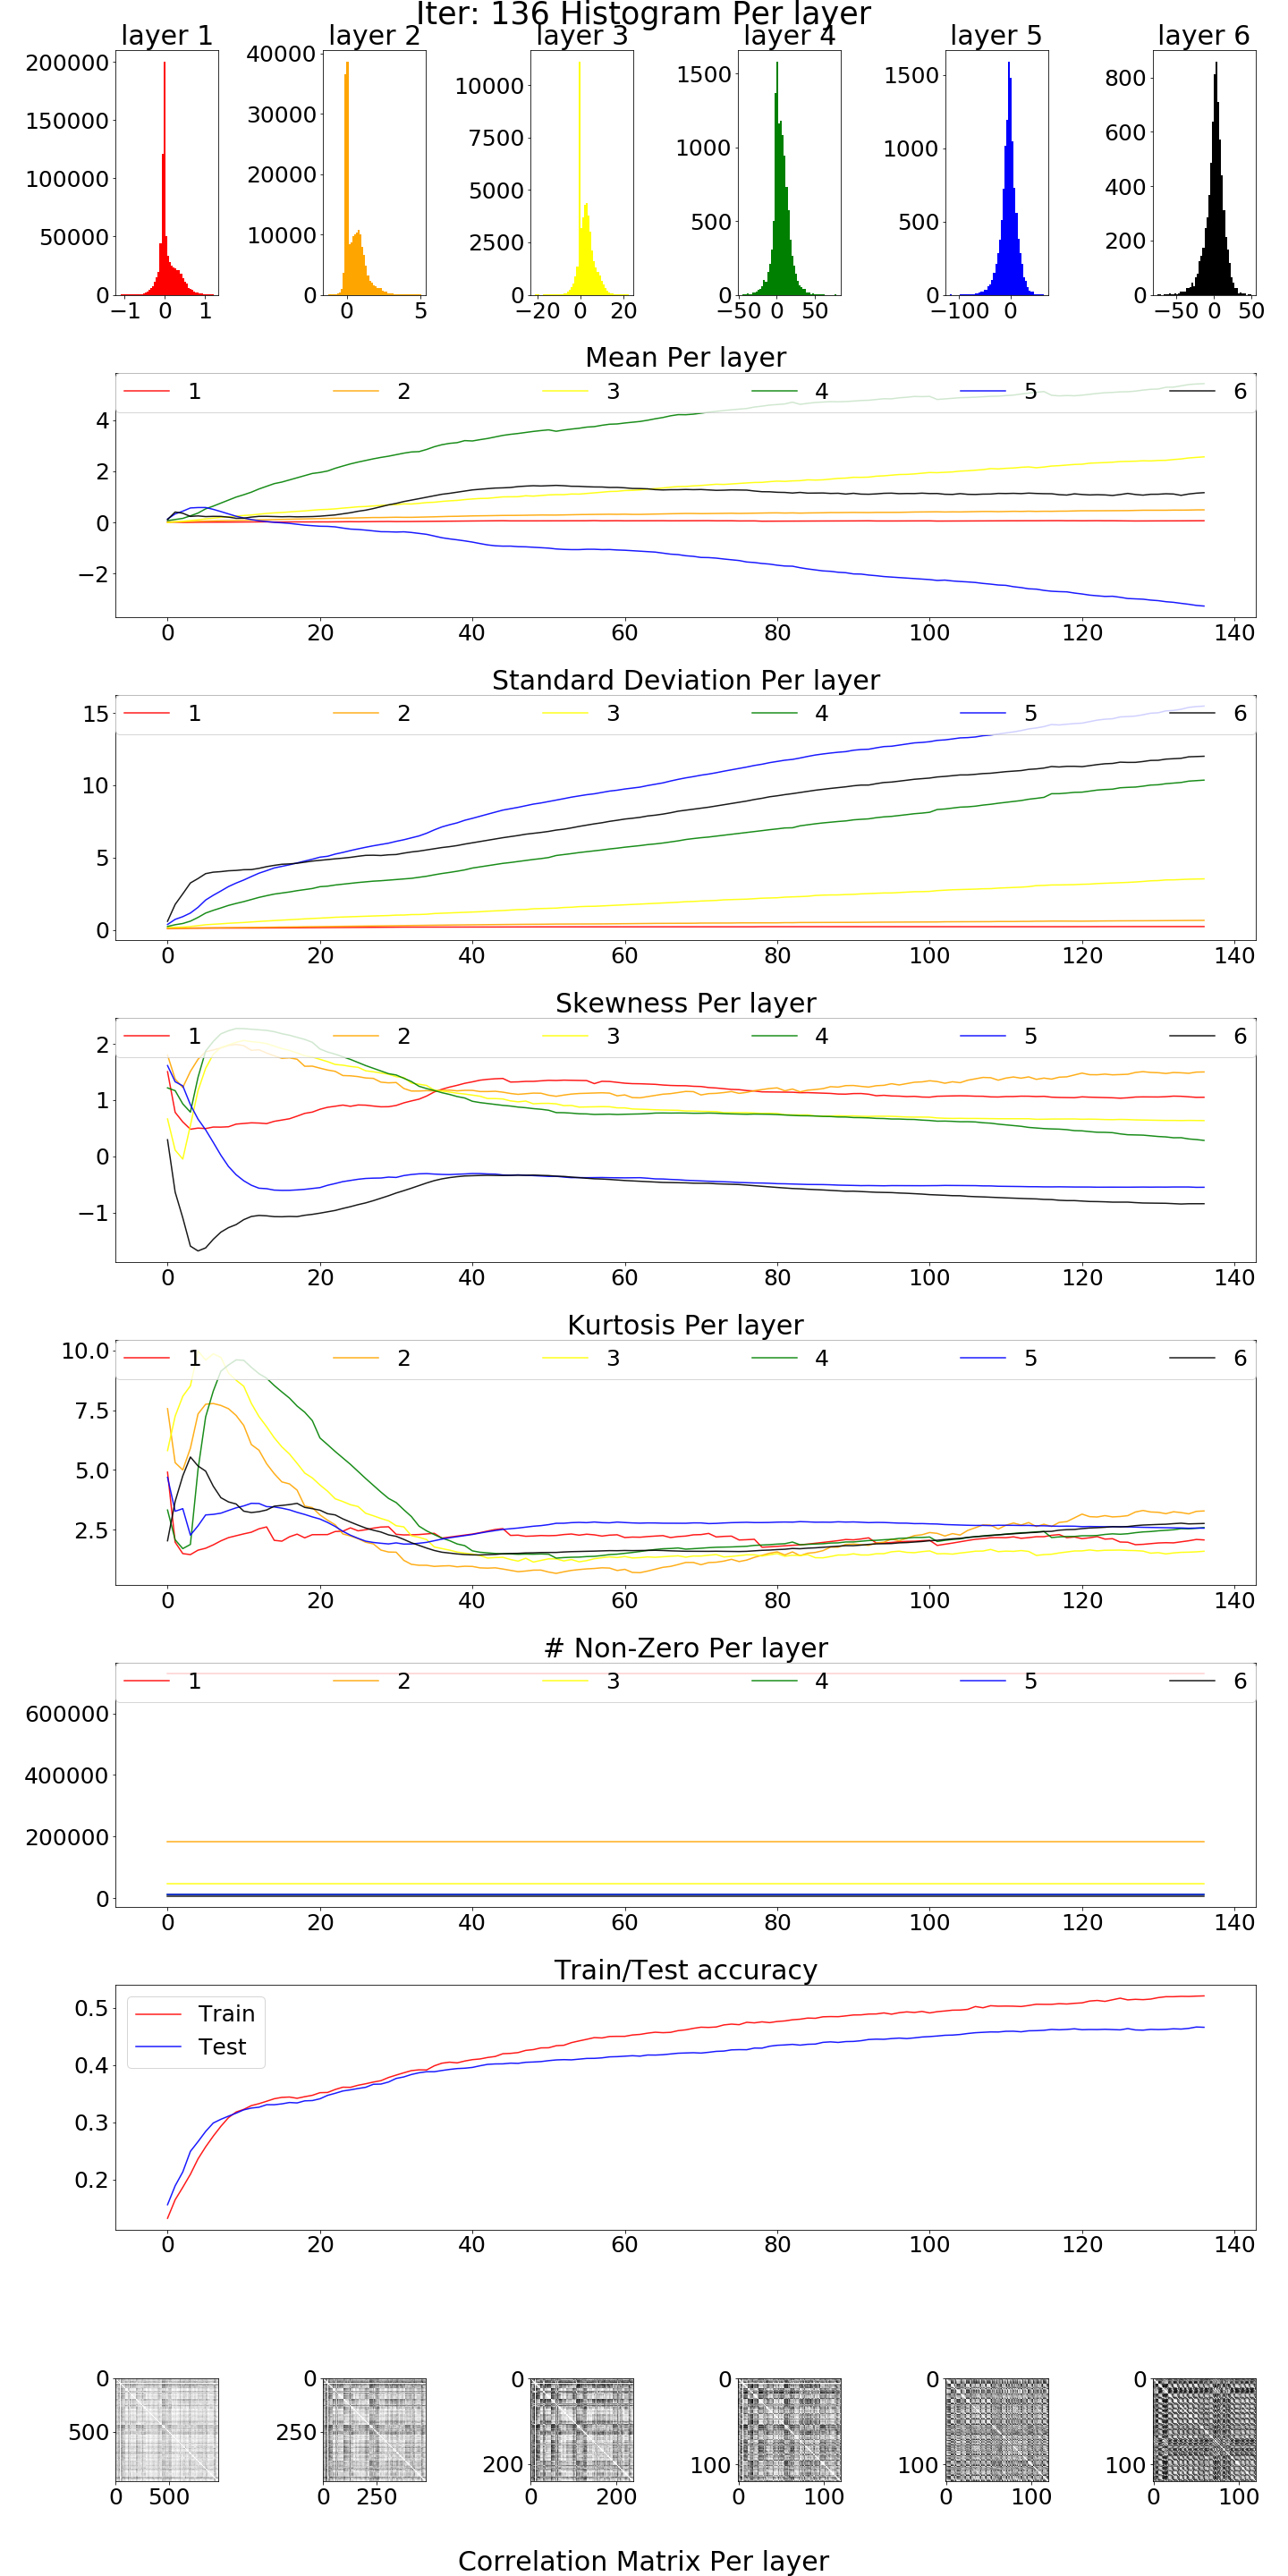 Iter: 136 Histogram Per layer
layer 1 layer 2 layer 3 layer 4 layer 5 layer 6
200000 150000 100000 50000 0
−1 0 1
40000 30000 20000 10000 0
0 5
10000 7500 5000 2500 0
−20 0 20
1500 1000 500 0
−50 0 50
1500 1000 500 0
−100 0
800 600 400 200 0
−50 0 50
Mean Per layer
1 2 3 4 5 6
4
2
0
−2
0 20 40 60 80 100 120 140
Standard Deviation Per layer
1 2 3 4 5 6
15
10
5
0
0 20 40 60 80 100 120 140
Skewness Per layer
1 2 3 4 5 6
2
1
0
−1
0 20 40 60 80 100 120 140
Kurtosis Per layer
1 2 3 4 5 6
10.0
7.5
5.0
2.5
0 20 40 60 80 100 120 140
# Non-Zero Per layer
1 2 3 4 5 6
600000
400000
200000
0
0 20 40 60 80 100 120 140
Train/Test accuracy
Train
Test
0.5
0.4
0.3
0.2
0 20 40 60 80 100 120 140
0 500
0 500
0 250
0 250
0 200
0 200
0 100
0 100
0 100
0 100
0 100
0 100
Correlation Matrix Per layer